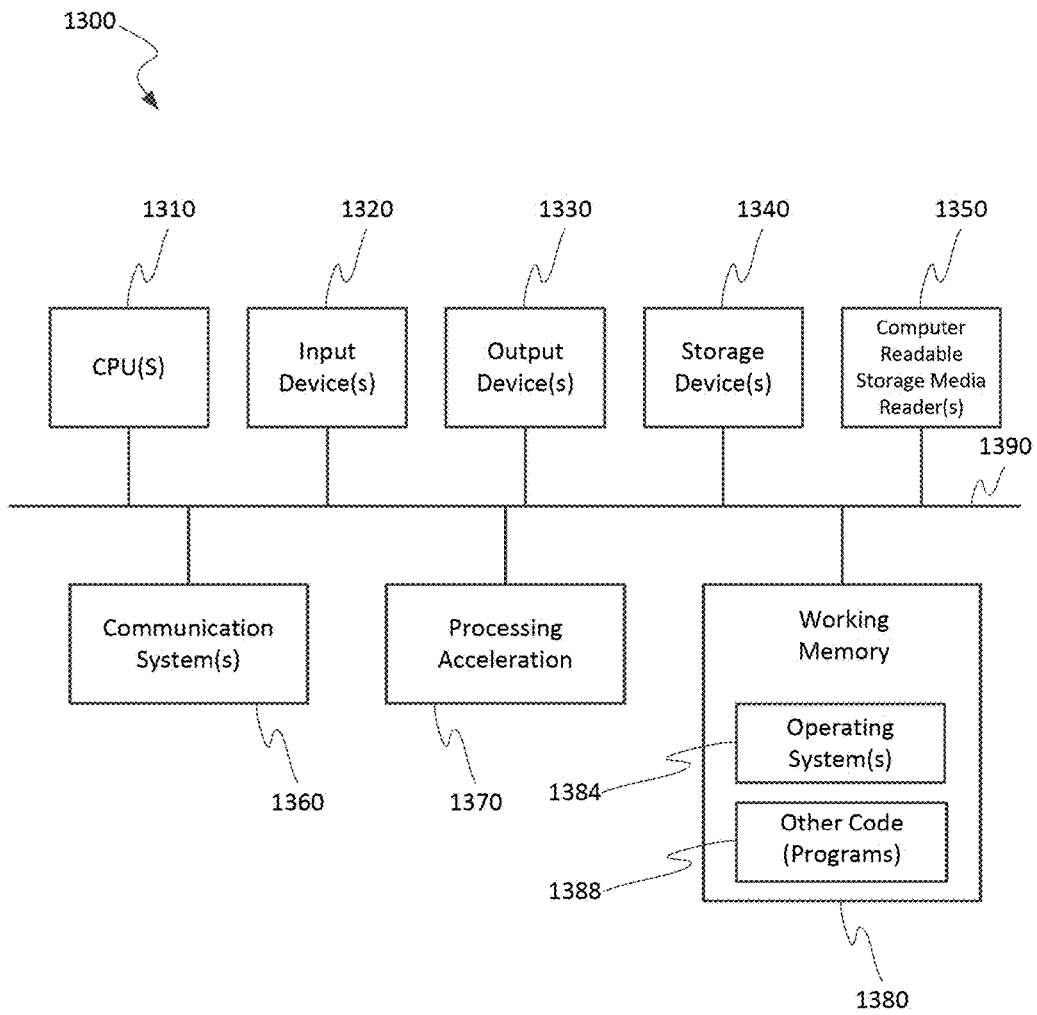 1300
1310
1320
1330
1340
1350
CPU(S)
Input
Device(s)
Output
Device(s)
Storage
Device(s)
Computer
Readable
Storage Media
Reader(s)
1390
Communication
System(s)
Processing
Acceleration
Working
Memory
Operating
System(s)
1384
Other Code
(Programs)
1388
1360
1370
1380